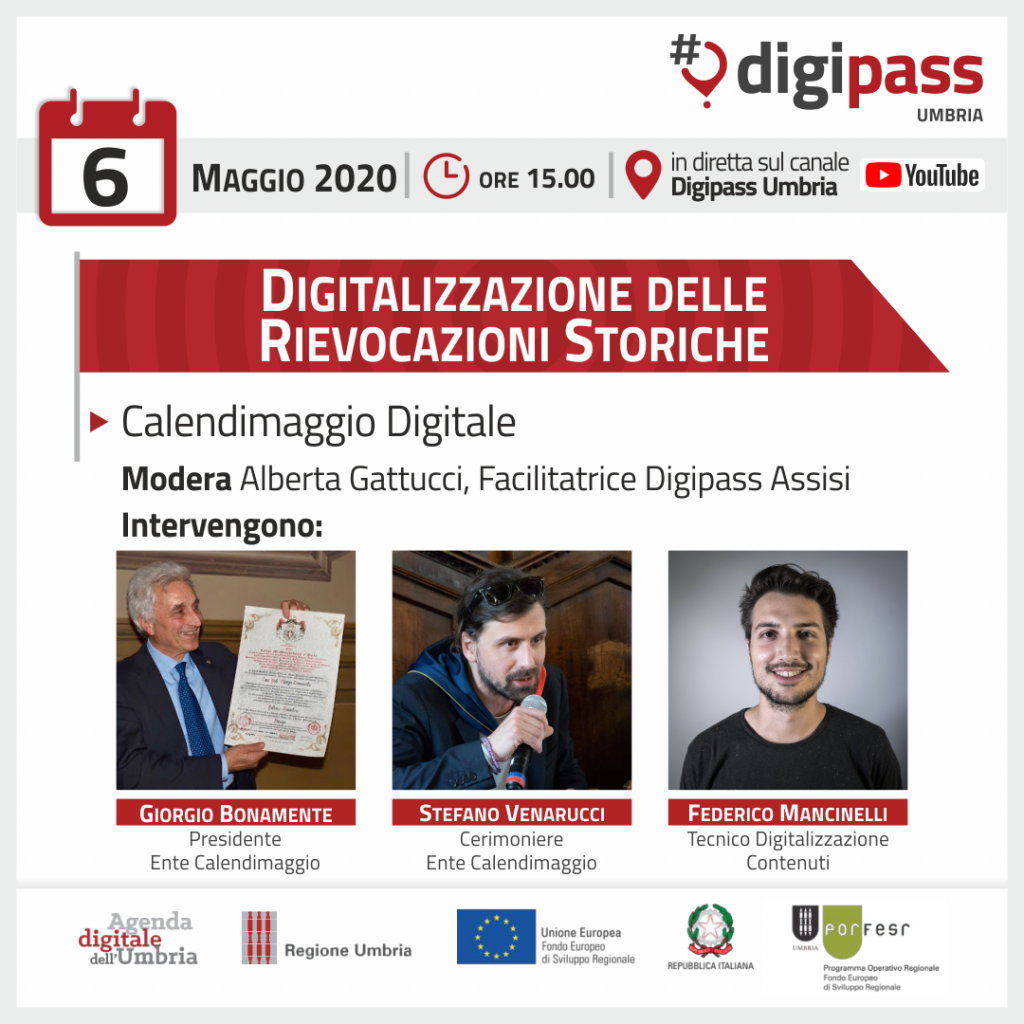 #digipass
UMBRIA
6
MAGGIO 2020
ORE 15.00
in diretta sul canale
Digipass Umbria
YouTube
DIGITALIZZAZIONE DELLE
RIEVOCAZIONI STORICHE
Calendimaggio Digitale
Modera Alberta Gattucci, Facilitatrice Digipass Assisi
Intervengono:
GIORGIO BONAMENTE
Presidente
Ente Calendimaggio
STEFANO VENARUCCI
Cerimoniere
Ente Calendimaggio
FEDERICO MANCINELLI
Tecnico Digitalizzazione
Contenuti
Agenda
digitale
dell'Umbria
Regione Umbria
Unione Europea
Fondo Europeo
di Sviluppo Regionale
REPUBBLICA ITALIANA
UMBRIA
PORFESR
Programma Operativo Regionale
Fondo Europeo
di Sviluppo Regionale